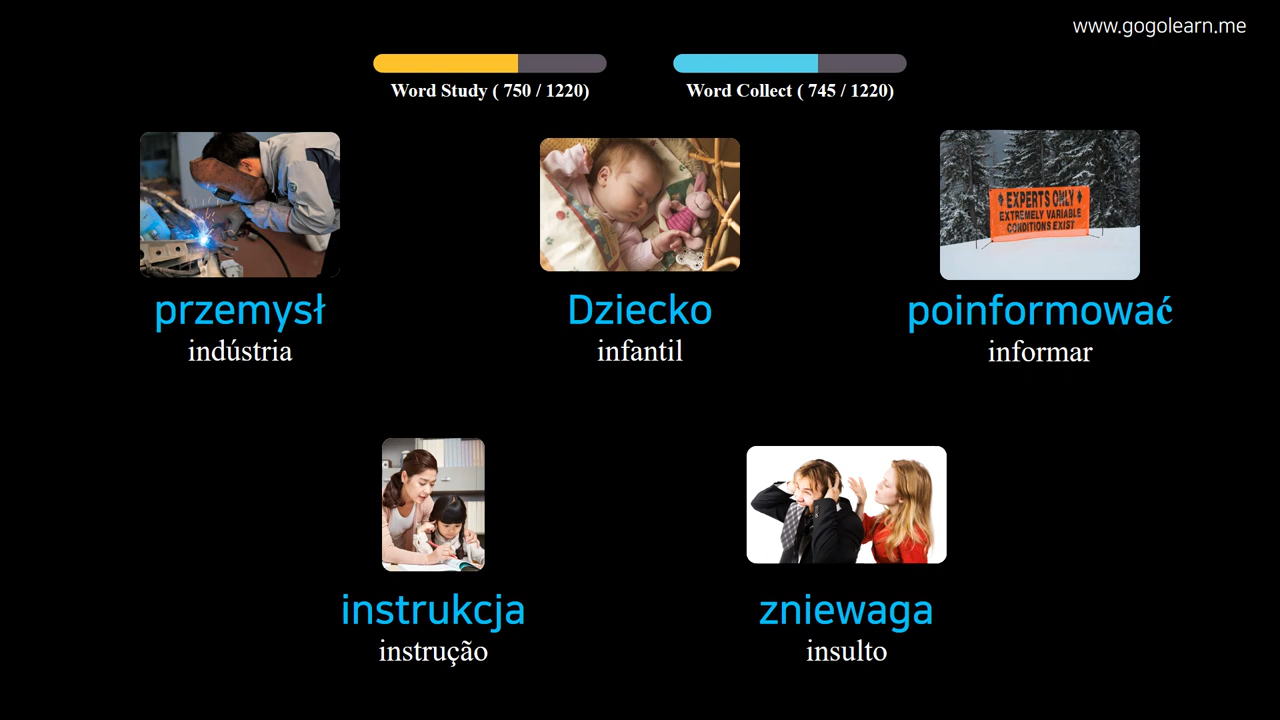 www.gogolearn.me
Word Study ( 750 / 1220)
Word Collect ( 745 / 1220)
EXPERTS ONLY
EXTREMELY VARIABLE
CONDITIONS EXIST
przemysł
indústria
Dziecko
infantil
poinformować
informar
instrukcja
instrução
zniewaga
insulto